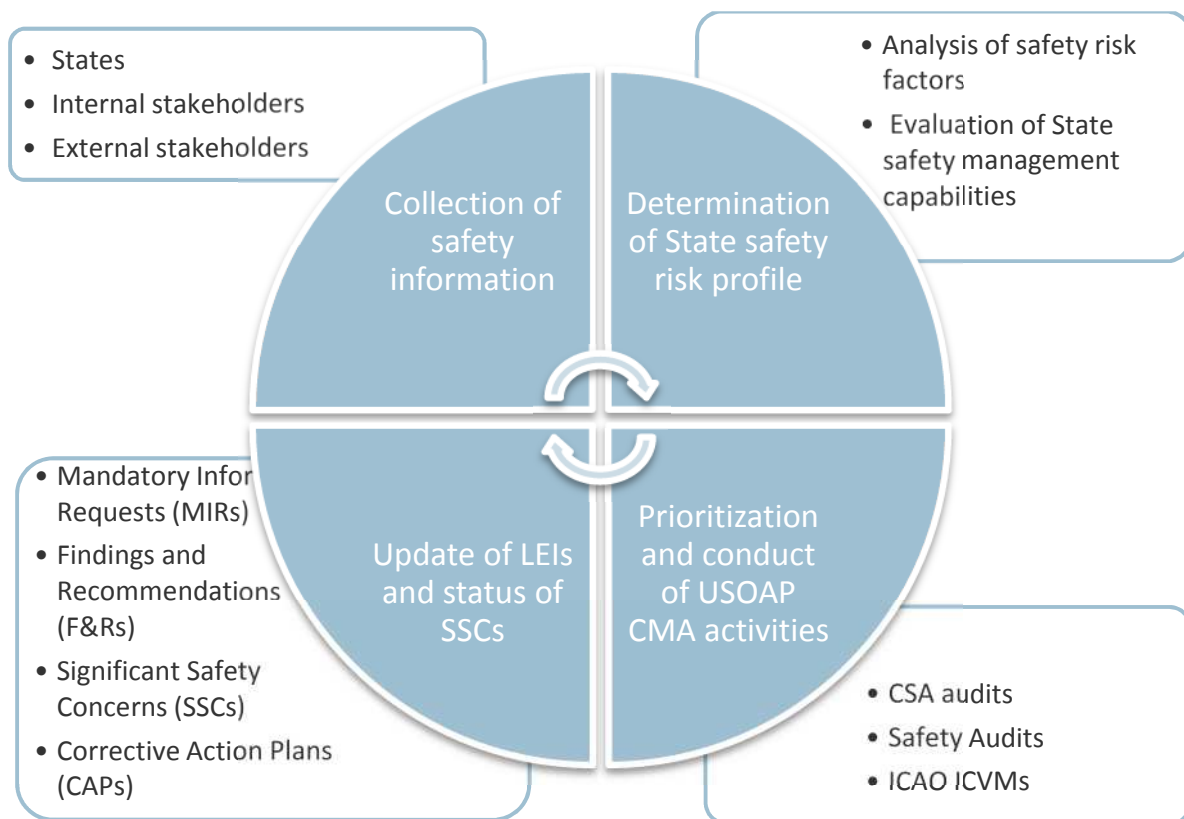 • States
• Internal stakeholders
• External stakeholders
• Analysis of safety risk
factors
• Evaluation of State
safety management
capabilities
Collection of
safety
information
Determination
of State safety
risk profile
• Mandatory Infor
Requests (MIRs)
• Findings and
Recommendations
(F&Rs)
• Significant Safety
Concerns (SSCs)
• Corrective Action Plans
(CAPs)
Update of LEIs
and status of
SSCs
Prioritization
and conduct
of USOAP
CMA activities
• CSA audits
• Safety Audits
• ICAO ICVMs